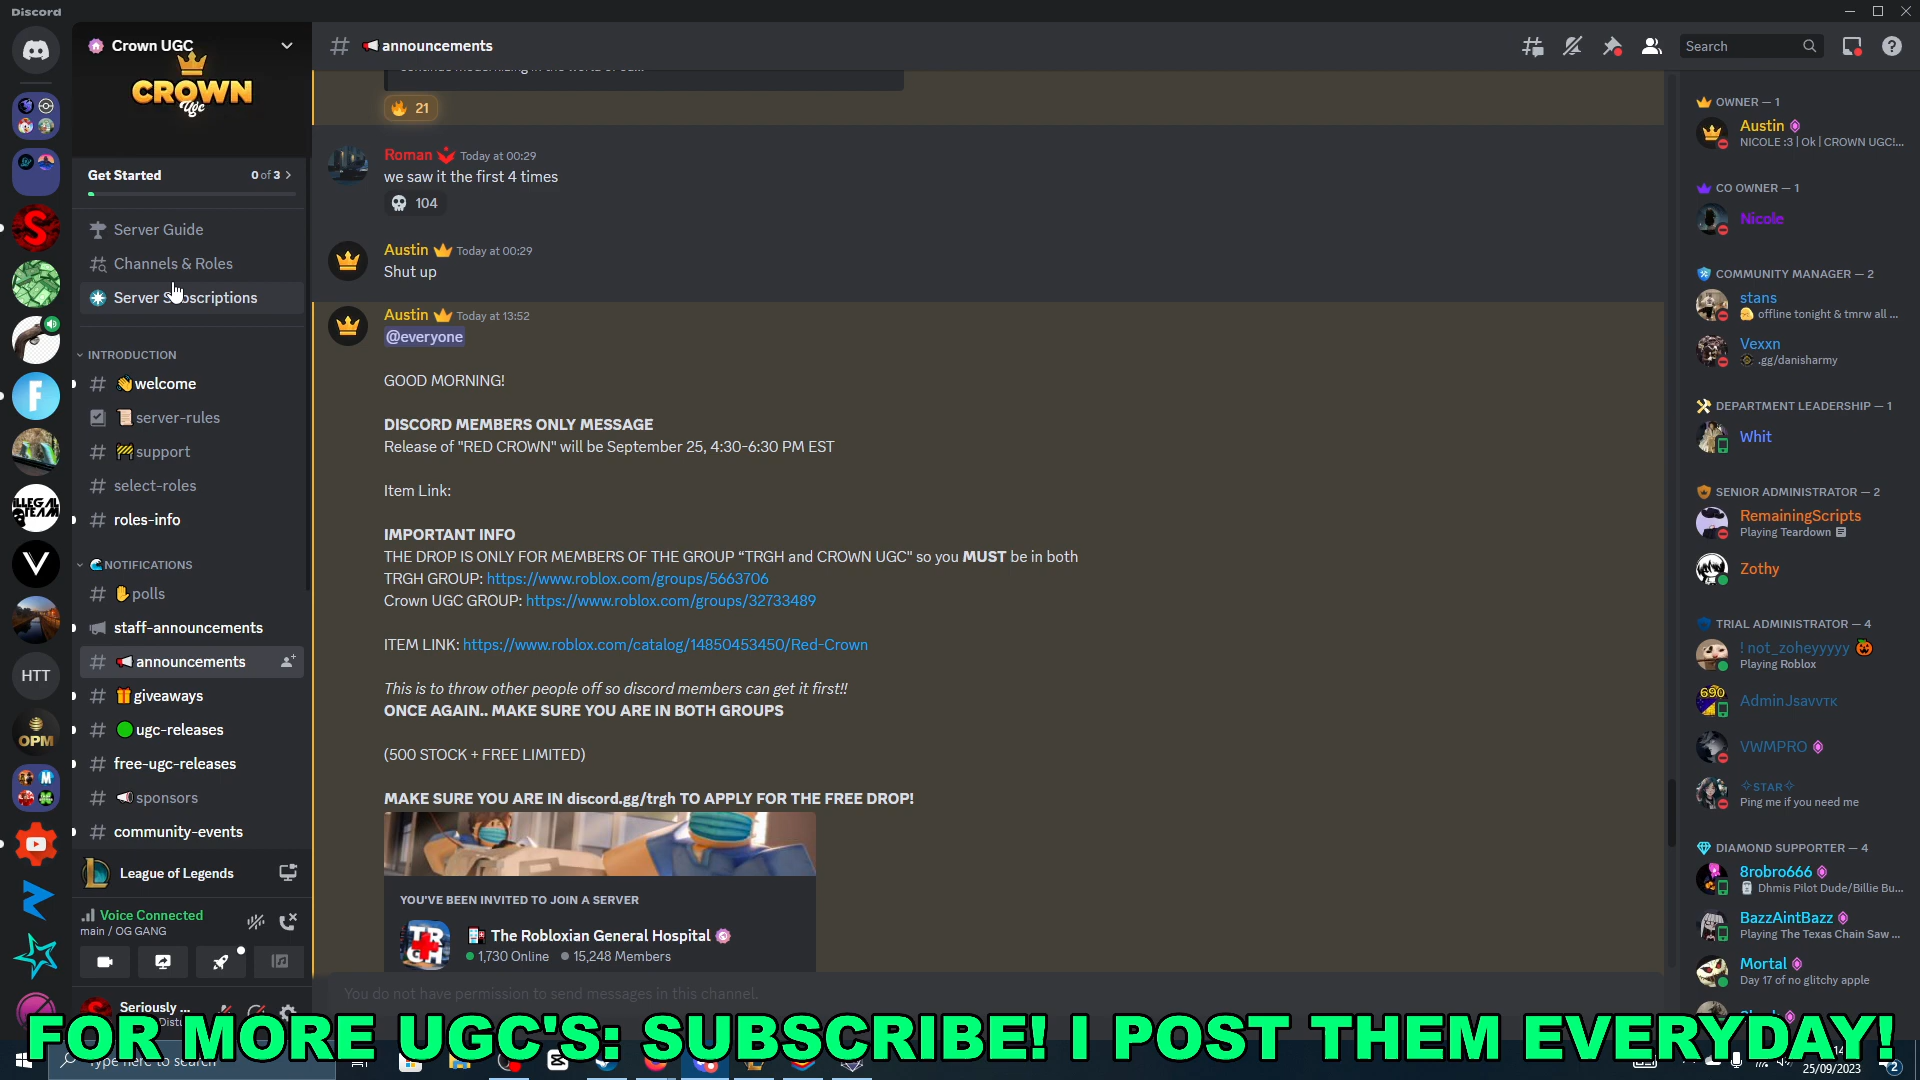 Discord
Crown UGC
CROWN
Ugc
Get Started
0 of 3
Server Guide
Channels & Roles
Server Subscriptions
INTRODUCTION
welcome
server-rules
support
select-roles
roles-info
NOTIFICATIONS
polls
staff-announcements
announcements
giveaways
ugc-releases
free-ugc-releases
sponsors
community-events
League of Legends
Voice Connected
main / OG GANG
Seriously ...
HTT
OPM
ILLEGAL
TEAM
announcements
Search
21
Roman Today at 00:29
we saw it the first 4 times
104
Austin Today at 00:29
Shut up
Austin Today at 13:52
@everyone
GOOD MORNING!
DISCORD MEMBERS ONLY MESSAGE
Release of "RED CROWN" will be September 25, 4:30-6:30 PM EST
Item Link:
IMPORTANT INFO
THE DROP IS ONLY FOR MEMBERS OF THE GROUP “TRGH and CROWN UGC" so you MUST be in both
TRGH GROUP: https://www.roblox.com/groups/5663706
Crown UGC GROUP: https://www.roblox.com/groups/32733489
ITEM LINK: https://www.roblox.com/catalog/14850453450/Red-Crown
This is to throw other people off so discord members can get it first!!
ONCE AGAIN.. MAKE SURE YOU ARE IN BOTH GROUPS
(500 STOCK + FREE LIMITED)
MAKE SURE YOU ARE IN discord.gg/trgh TO APPLY FOR THE FREE DROP!
YOU'VE BEEN INVITED TO JOIN A SERVER
TR
GH
The Robloxian General Hospital
1,730 Online 15,248 Members
You do not have permission to send messages in this channel.
OWNER — 1
Austin
NICOLE :3 | Ok | CROWN UGC!...
CO OWNER — 1
Nicole
COMMUNITY MANAGER — 2
stans
offline tonight & tmrw all ...
Vexxn
.gg/danisharmy
DEPARTMENT LEADERSHIP — 1
Whit
SENIOR ADMINISTRATOR — 2
RemainingScripts
Playing Teardown
Zothy
TRIAL ADMINISTRATOR — 4
! not_zoheyyyyy
Playing Roblox
690
AdminJsavvTK
VWMPRO
✧STAR✧
Ping me if you need me
DIAMOND SUPPORTER — 4
8robro666
Dhmis Pilot Dude/Billie Bu...
BazzAintBazz
Playing The Texas Chain Saw ...
Mortal
Day 17 of no glitchy apple
FOR MORE UGC'S: SUBSCRIBE! I POST THEM EVERYDAY!
Type here to search
25/09/2023
2